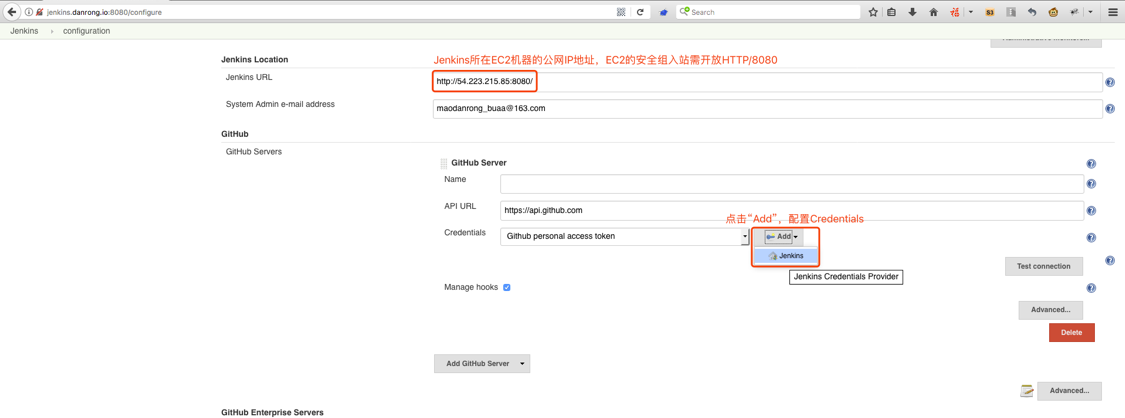 jenkins.danrong.io:8080/configure
Search
福
S3
Jenkins › configuration
Jenkins Location
Jenkins所在EC2机器的公网IP地址，EC2的安全组入站需开放HTTP/8080
Jenkins URL
http://54.223.215.85:8080/
System Admin e-mail address
maodanrong_buaa@163.com
GitHub
GitHub Servers
GitHub Server
Name
API URL
https://api.github.com
点击“Add”，配置Credentials
Credentials
Github personal access token
Add
Jenkins
Test connection
Jenkins Credentials Provider
Manage hooks
Advanced...
Delete
Add GitHub Server
Advanced...
GitHub Enterprise Servers